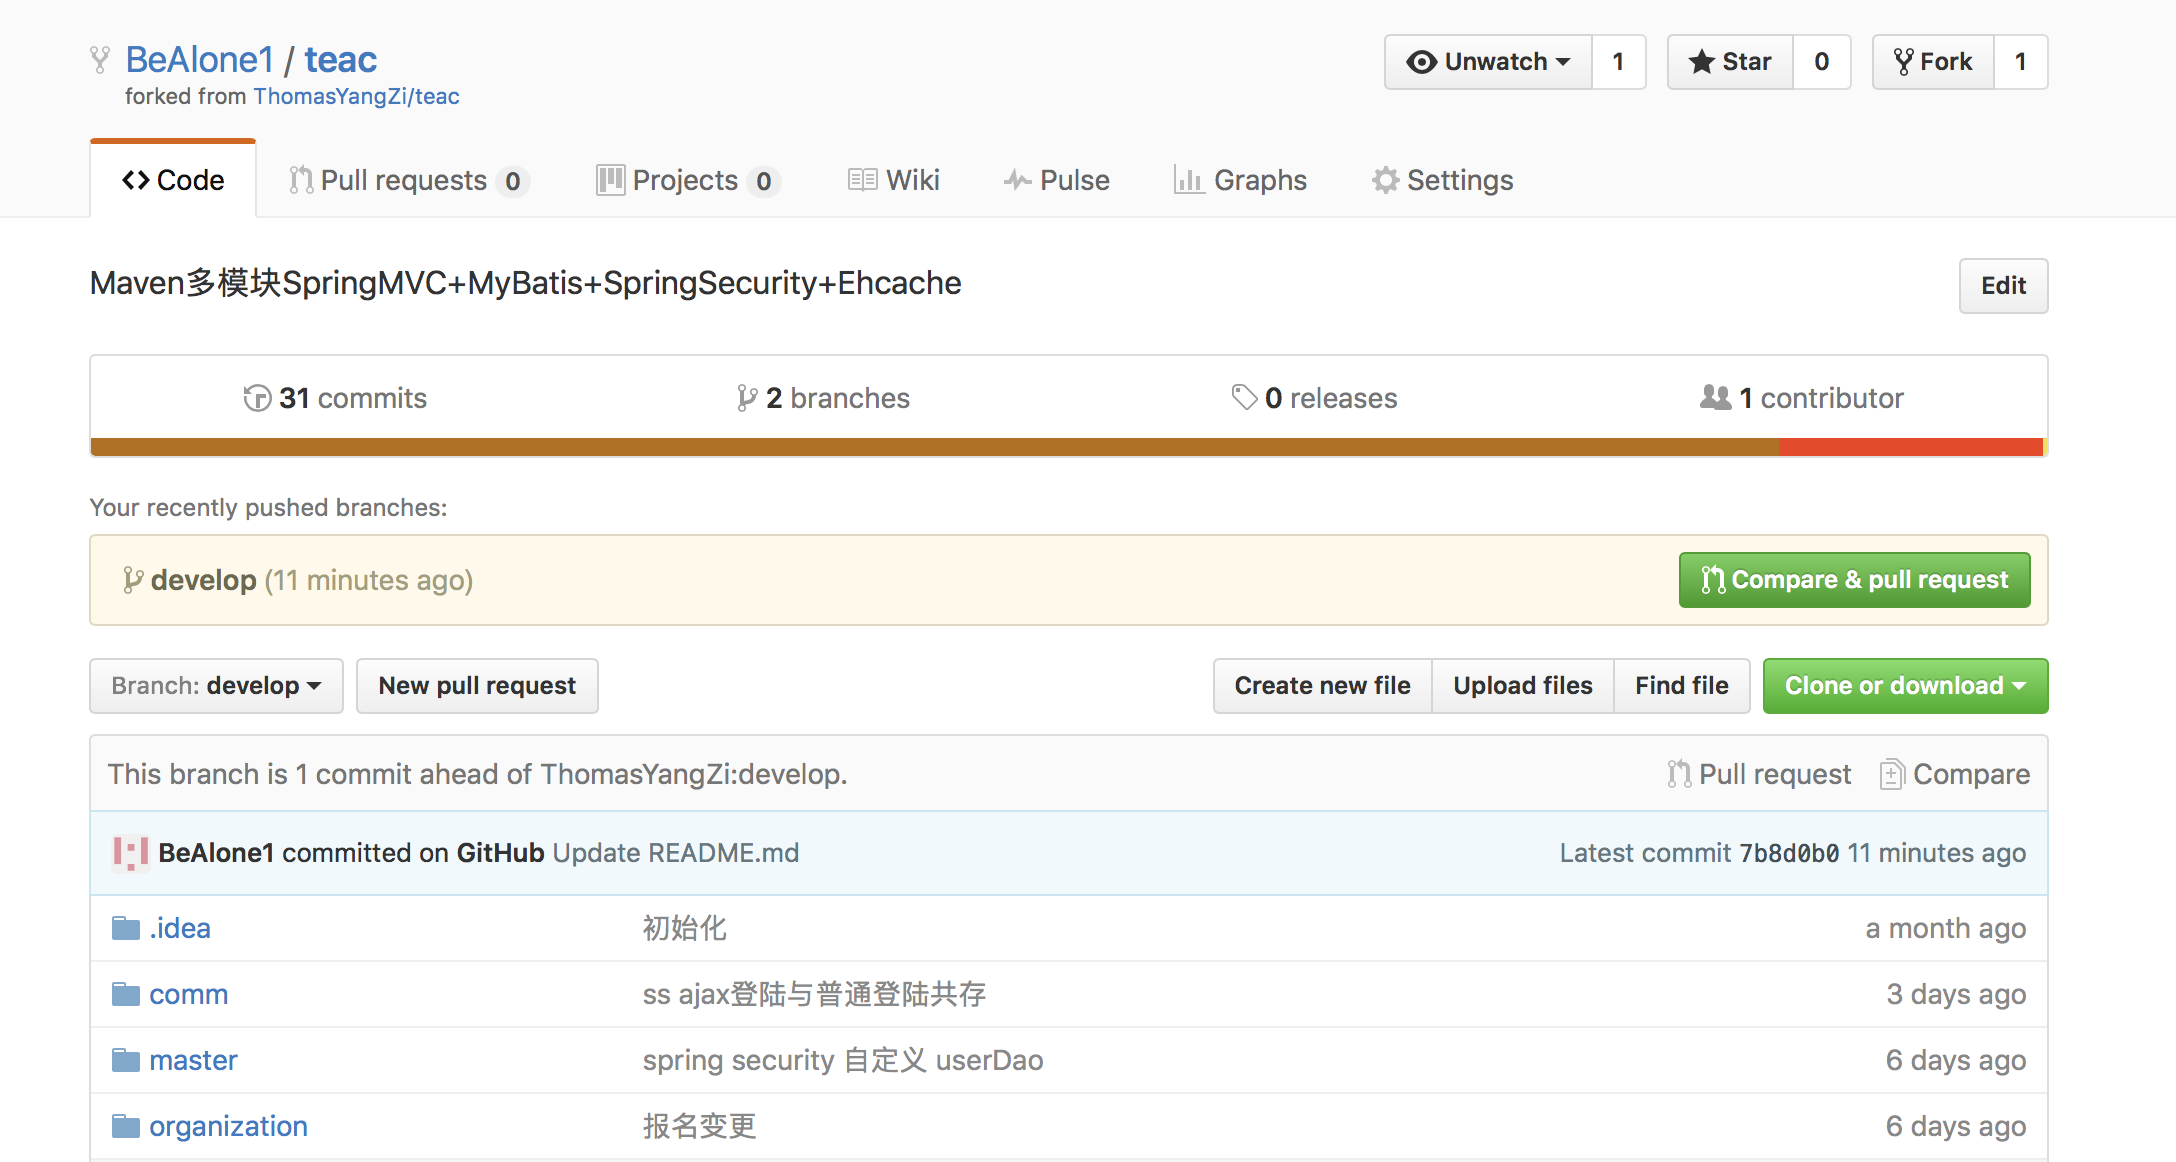 BeAlone1 / teac
Unwatch 1 Star 0 Fork 1
forked from ThomasYangZi/teac
Code Pull requests 0 Projects 0 Wiki Pulse Graphs Settings
Maven多模块SpringMVC+MyBatis+SpringSecurity+Ehcache
Edit
31 commits 2 branches 0 releases 1 contributor
Your recently pushed branches:
develop (11 minutes ago) Compare & pull request
Branch: develop New pull request Create new file Upload files Find file Clone or download
This branch is 1 commit ahead of ThomasYangZi:develop. Pull request Compare
BeAlone1 committed on GitHub Update README.md Latest commit 7b8d0b0 11 minutes ago
.idea 初始化 a month ago
comm ss ajax登陆与普通登陆共存 3 days ago
master spring security 自定义 userDao 6 days ago
organization 报名变更 6 days ago